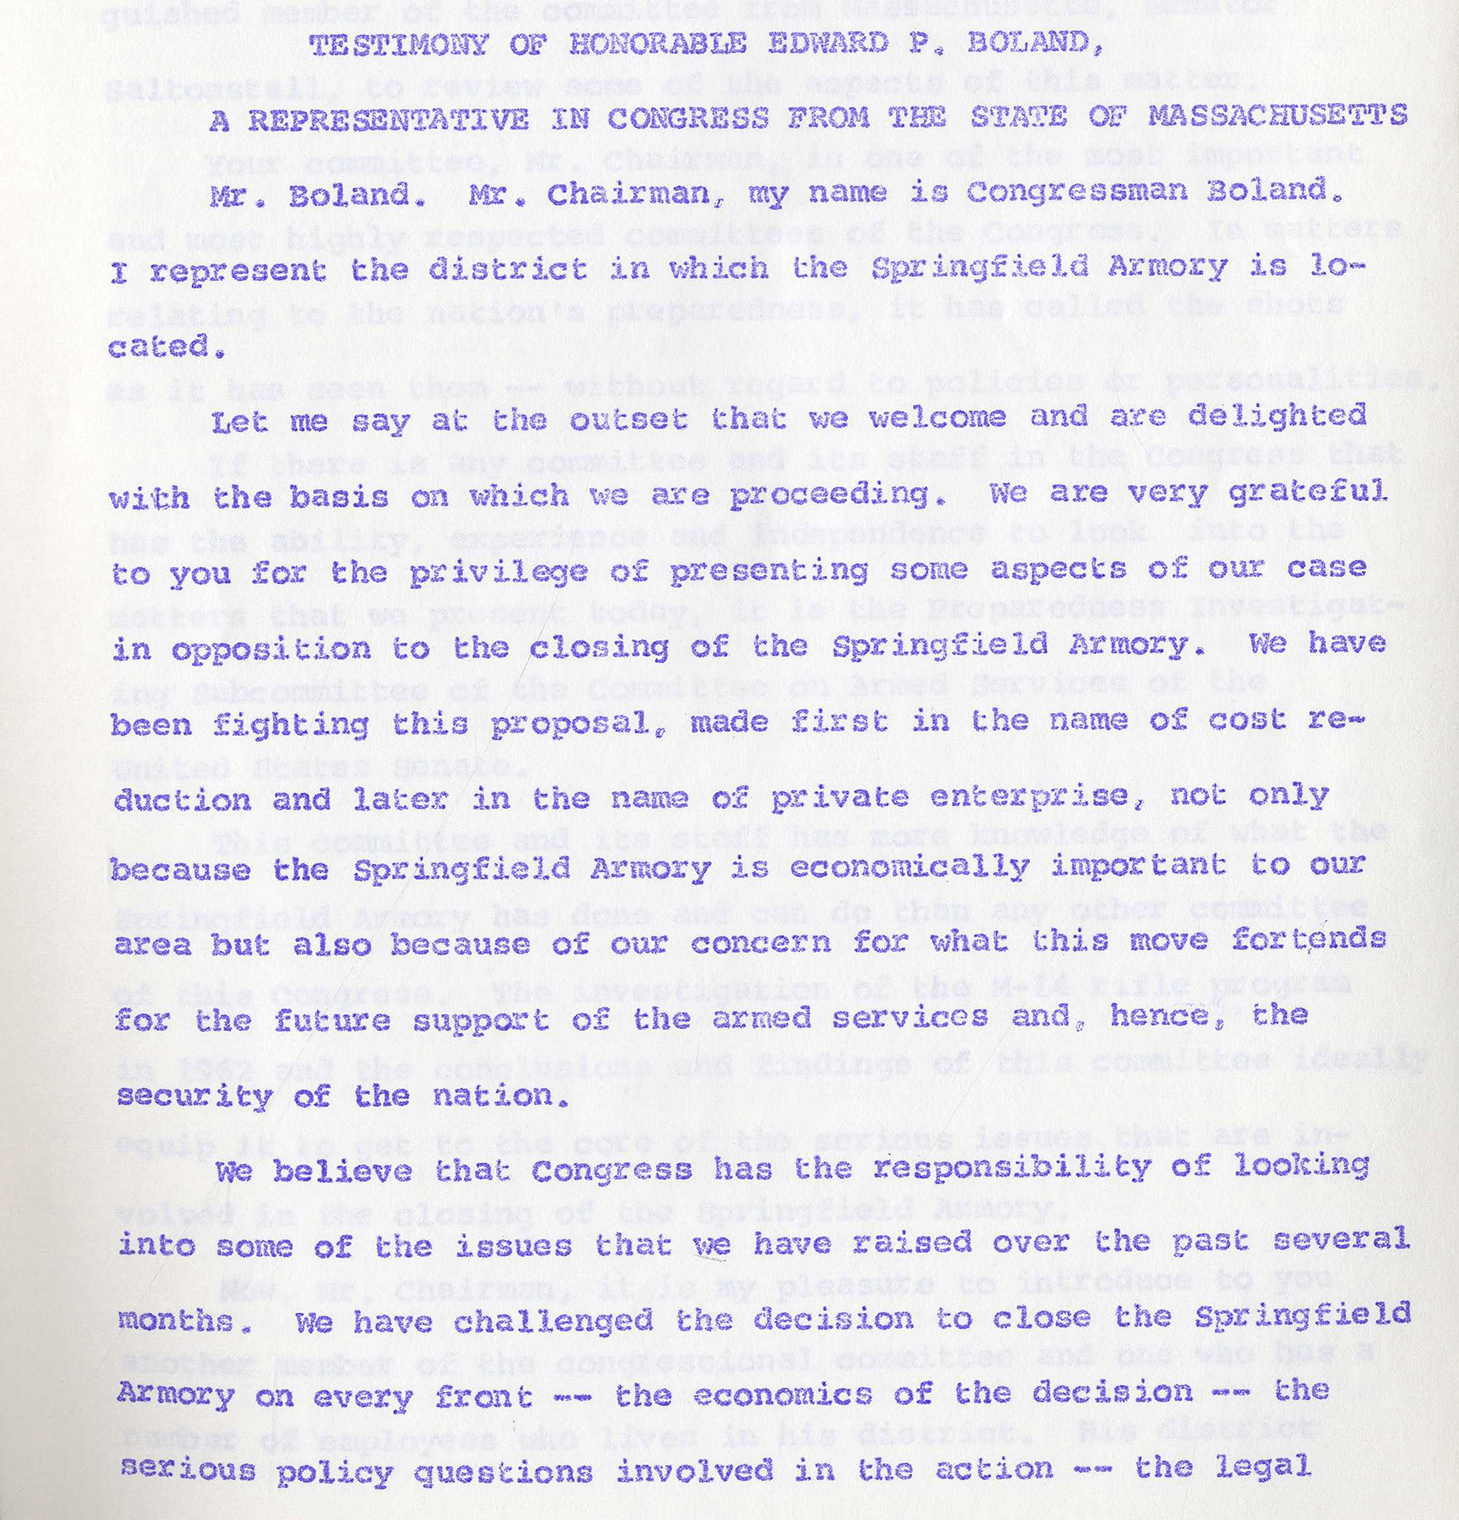 TESTIMONY OF HONORABLE EDWARD P. BOLAND,
A REPRESENTATIVE IN CONGRESS FROM THE STATE OF MASSACHUSETTS
Mr. Boland. Mr. Chairman, my name is Congressman Boland.
I represent the district in which the Springfield Armory is lo-
cated.
Let me say at the outset that we welcome and are delighted
with the basis on which we are proceeding. We are very grateful
to you for the privilege of presenting some aspects of our case
in opposition to the closing of the Springfield Armory. We have
been fighting this proposal, made first in the name of cost re-
duction and later in the name of private enterprise, not only
because the Springfield Armory is economically important to our
area but also because of our concern for what this move fortends
for the future support of the armed services and, hence, the
security of the nation.
We believe that Congress has the responsibility of looking
into some of the issues that we have raised over the past several
months. We have challenged the decision to close the Springfield
Armory on every front -- the economics of the decision -- the
serious policy questions involved in the action -- the legal